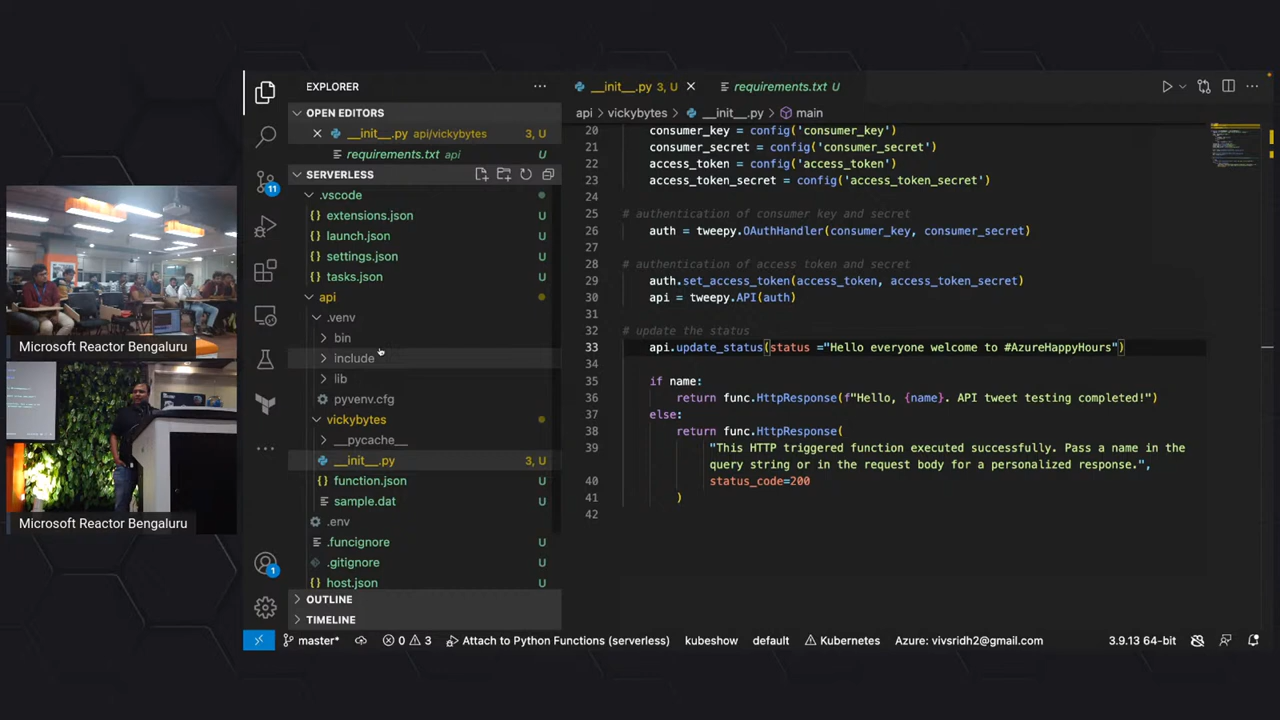 EXPLORER
OPEN EDITORS
__init__.py api/vickybytes 3, U
requirements.txt api U
SERVERLESS
.vscode
extensions.json U
launch.json U
settings.json U
tasks.json U
api
.venv
bin
include
lib
pyvenv.cfg
vickybytes
__pycache__
__init__.py 3, U
function.json U
sample.dat U
.env
.funcignore U
.gitignore U
host.json U
OUTLINE
TIMELINE
11
1
__init__.py 3, U
requirements.txt U
api > vickybytes > __init__.py > main
20 consumer_key = config('consumer_key')
21 consumer_secret = config('consumer_secret')
22 access_token = config('access_token')
23 access_token_secret = config('access_token_secret')
24
25 # authentication of consumer key and secret
26 auth = tweepy.OAuthHandler(consumer_key, consumer_secret)
27
28 # authentication of access token and secret
29 auth.set_access_token(access_token, access_token_secret)
30 api = tweepy.API(auth)
31
32 # update the status
33 api.update_status(status ="Hello everyone welcome to #AzureHappyHours")
34
35 if name:
36 return func.HttpResponse(f"Hello, {name}. API tweet testing completed!")
37 else:
38 return func.HttpResponse(
39 "This HTTP triggered function executed successfully. Pass a name in the
query string or in the request body for a personalized response.",
40 status_code=200
41 )
42
Microsoft Reactor Bengaluru
Microsoft Reactor Bengaluru
master* 0 3 Attach to Python Functions (serverless) kubeshow default Kubernetes Azure: vivsridh2@gmail.com 3.9.13 64-bit